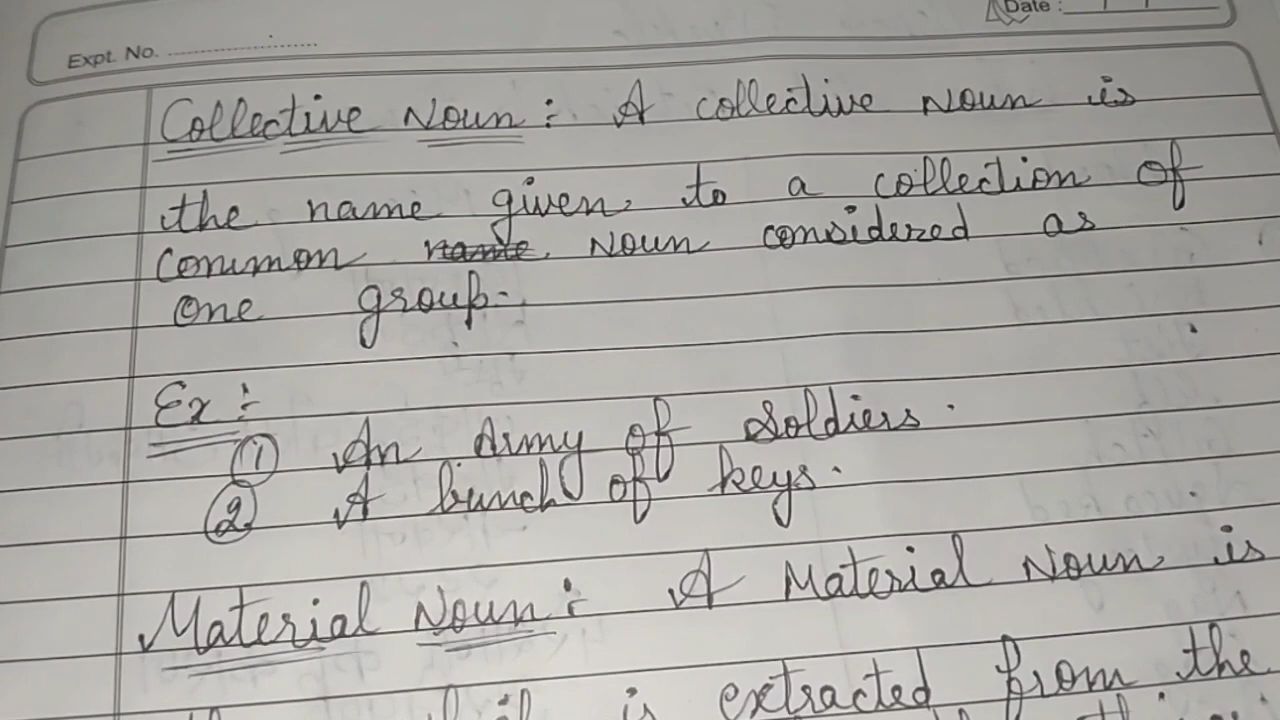 Date :
Expt. No.
Collective Noun : A collective Noun is
the name given to a collection of
common name Noun considered as
one group.
Ex :
① An Army of Soldiers.
② A bunch of keys.
Material Noun : A Material Noun is
is extracted from the